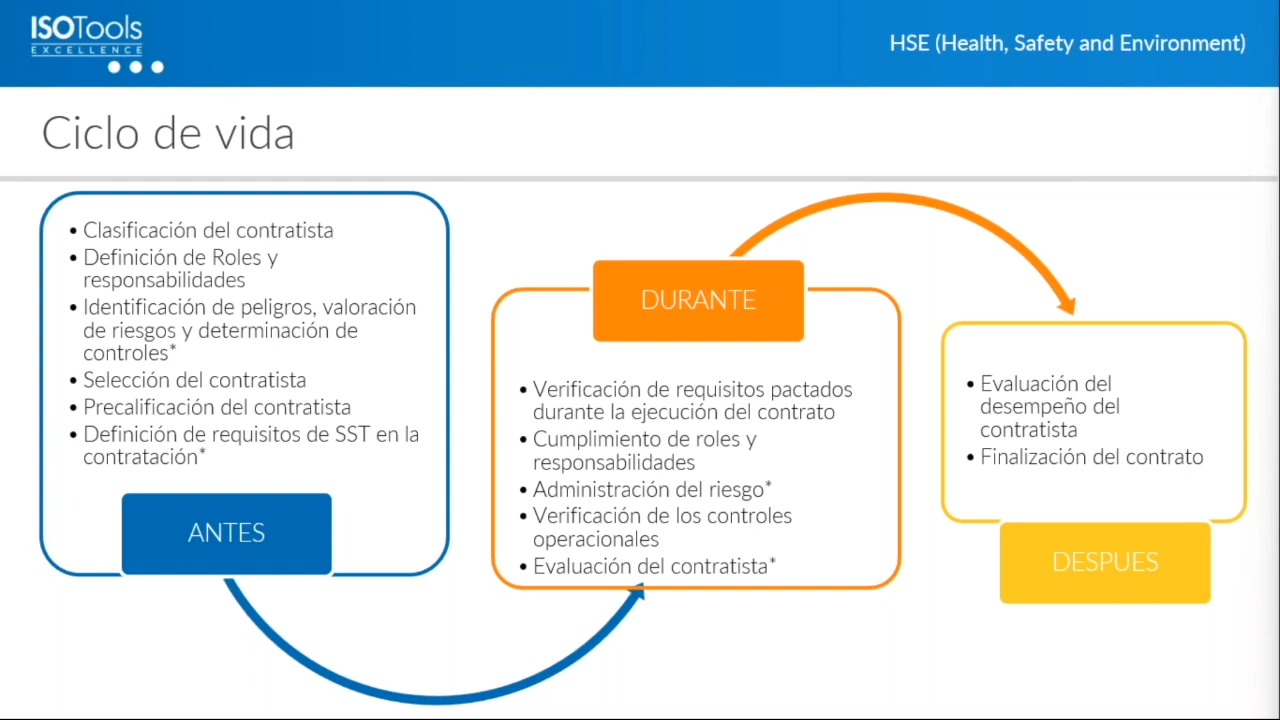 ISOTools
EXCELLENCE
HSE (Health, Safety and Environment)
Ciclo de vida
• Clasificación del contratista
• Definición de Roles y
responsabilidades
• Identificación de peligros, valoración
de riesgos y determinación de
controles*
• Selección del contratista
• Precalificación del contratista
• Definición de requisitos de SST en la
contratación*
ANTES
DURANTE
• Verificación de requisitos pactados
durante la ejecución del contrato
• Cumplimiento de roles y
responsabilidades
• Administración del riesgo*
• Verificación de los controles
operacionales
• Evaluación del contratista*
• Evaluación del
desempeño del
contratista
• Finalización del contrato
DESPUES